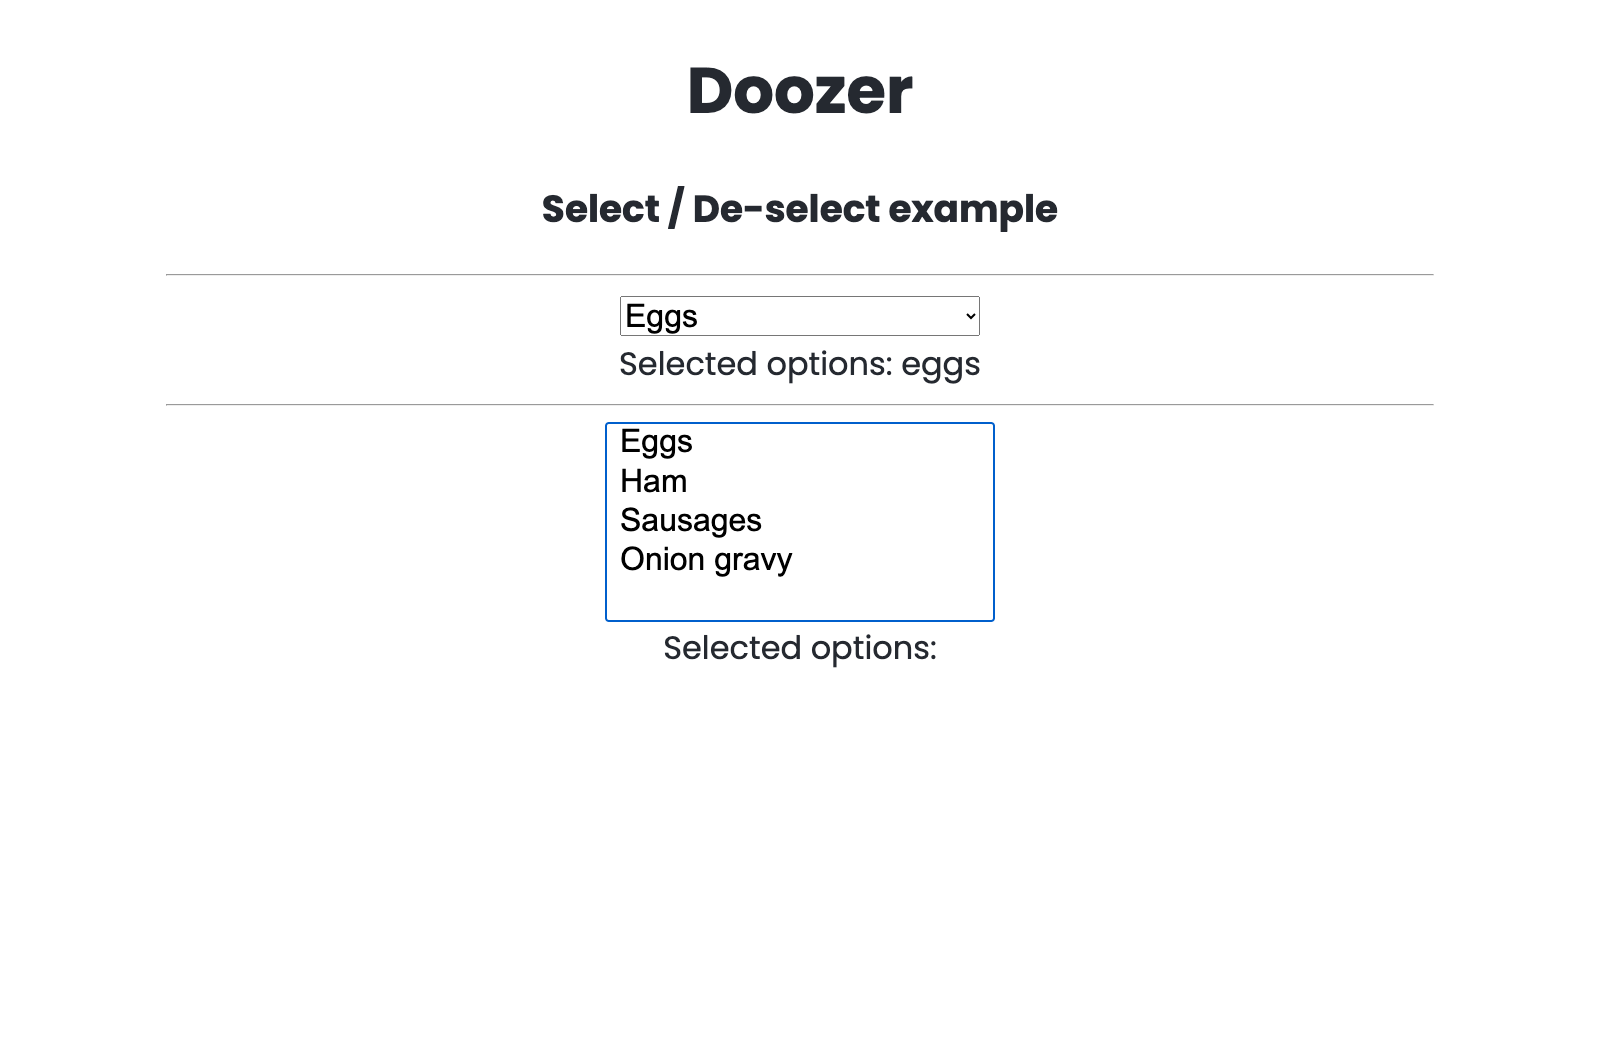 Doozer
Select / De-select example
Eggs
Selected options: eggs
Eggs
Ham
Sausages
Onion gravy
Selected options: